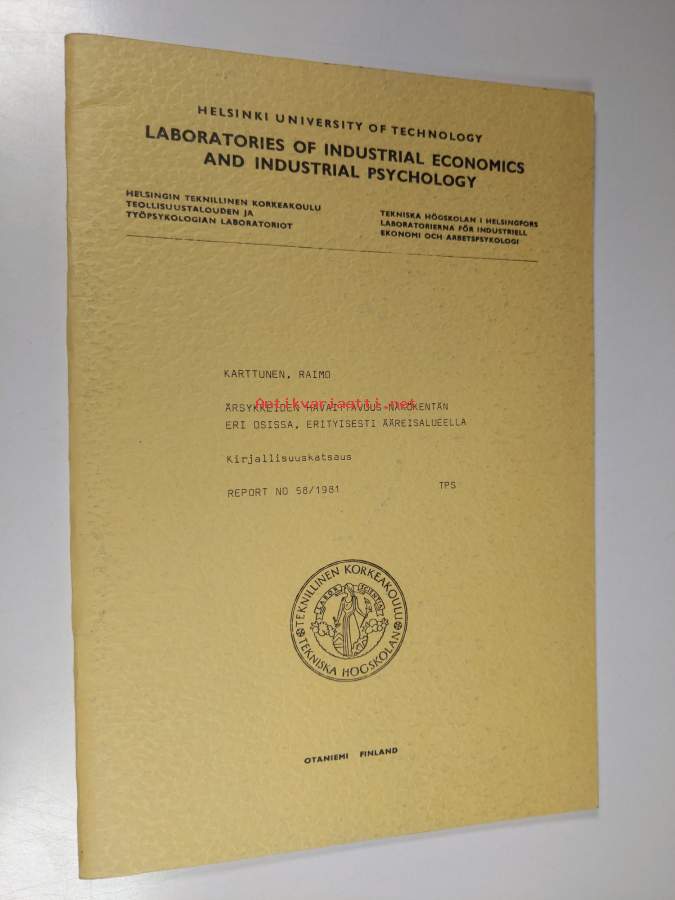 HELSINKI UNIVERSITY OF TECHNOLOGY
LABORATORIES OF INDUSTRIAL ECONOMICS
AND INDUSTRIAL PSYCHOLOGY
HELSINGIN TEKNILLINEN KORKEAKOULU
TEOLLISUUSTALOUDEN JA
TYÖPSYKOLOGIAN LABORATORIOT
TEKNISKA HÖGSKOLAN I HELSINGFORS
LABORATORIERNA FÖR INDUSTRIELL
EKONOMI OCH ARBETSPSYKOLOGI
KARTTUNEN, RAIMO
Antikvariaatti.net
ÄRSYKKEIDEN HAVAITTAVUUS NÄKÖKENTÄN
ERI OSISSA, ERITYISESTI ÄÄREISALUEELLA
Kirjallisuuskatsaus
REPORT NO 58/1981 TPS
TEKNILLINEN KORKEAKOULU
LABOR SCIENTIA
TEKNISKA HÖGSKOLAN
OTANIEMI FINLAND